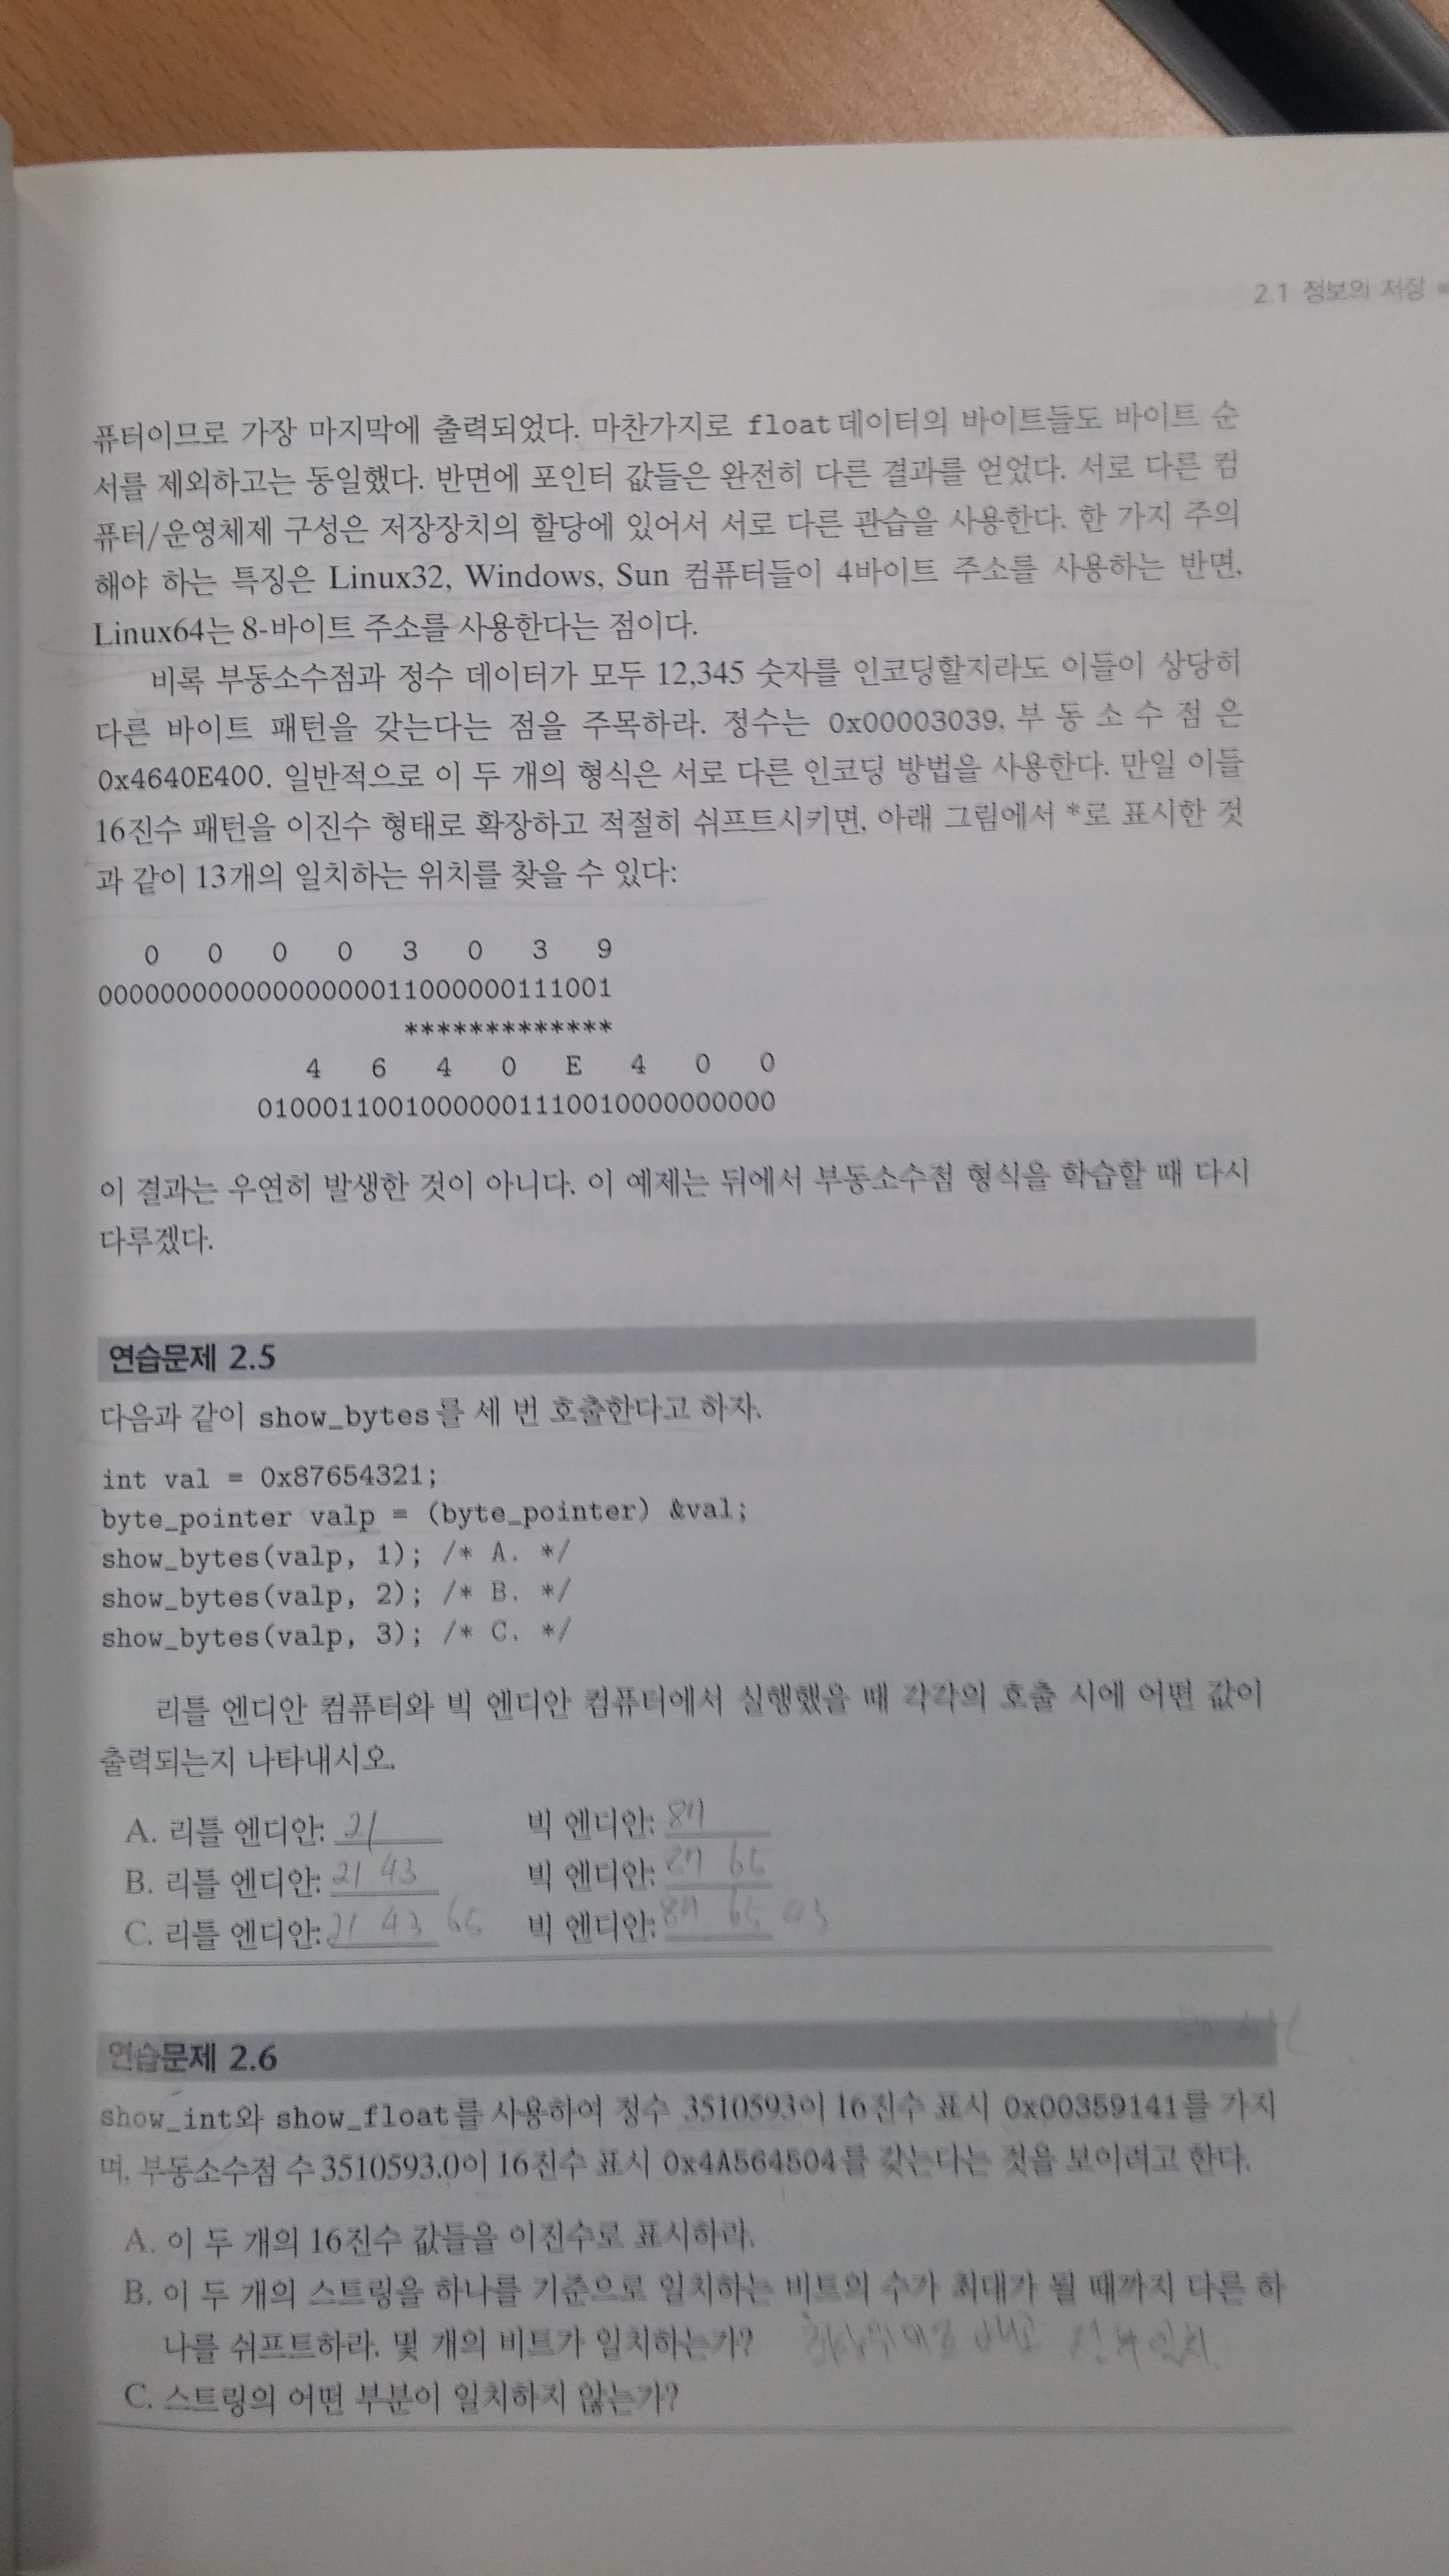 2.1 정보의 저장
퓨터이므로 가장 마지막에 출력되었다. 마찬가지로 float데이터의 바이트들도 바이트 순
서를 제외하고는 동일했다. 반면에 포인터 값들은 완전히 다른 결과를 얻었다. 서로 다른 컴
퓨터/운영체제 구성은 저장장치의 할당에 있어서 서로 다른 관습을 사용한다. 한 가지 주의
해야 하는 특징은 Linux32, Windows, Sun 컴퓨터들이 4바이트 주소를 사용하는 반면,
Linux64는 8-바이트 주소를 사용한다는 점이다.
비록 부동소수점과 정수 데이터가 모두 12,345 숫자를 인코딩할지라도 이들이 상당히
다른 바이트 패턴을 갖는다는 점을 주목하라. 정수는 0x00003039, 부동소수점은
0x4640E400. 일반적으로 이 두 개의 형식은 서로 다른 인코딩 방법을 사용한다. 만일 이들
16진수 패턴을 이진수 형태로 확장하고 적절히 쉬프트시키면, 아래 그림에서 *로 표시한 것
과 같이 13개의 일치하는 위치를 찾을 수 있다:
0 0 0 0 3 0 3 9
00000000000000000011000000111001
*************
4 6 4 0 E 4 0 0
01000110010000001110010000000000
이 결과는 우연히 발생한 것이 아니다. 이 예제는 뒤에서 부동소수점 형식을 학습할 때 다시
다루겠다.
연습문제 2.5
다음과 같이 show_bytes를 세 번 호출한다고 하자.
int val = 0x87654321;
byte_pointer valp = (byte_pointer) &val;
show_bytes(valp, 1); /* A. */
show_bytes(valp, 2); /* B. */
show_bytes(valp, 3); /* C. */
리틀 엔디안 컴퓨터와 빅 엔디안 컴퓨터에서 실행했을 때 각각의 호출 시에 어떤 값이
출력되는지 나타내시오.
A. 리틀 엔디안: 21 빅 엔디안: 87
B. 리틀 엔디안: 21 43 빅 엔디안: 87 65
C. 리틀 엔디안: 21 43 65 빅 엔디안: 87 65 43
연습문제 2.6
show_int와 show_float를 사용하여 정수 3510593이 16진수 표시 0x00359141를 가지
며, 부동소수점 수 3510593.0이 16진수 표시 0x4A564504를 갖는다는 것을 보이려고 한다.
A. 이 두 개의 16진수 값들을 이진수로 표시하라.
B. 이 두 개의 스트링을 하나를 기준으로 일치하는 비트의 수가 최대가 될 때까지 다른 하
나를 쉬프트하라. 몇 개의 비트가 일치하는가?
C. 스트링의 어떤 부분이 일치하지 않는가?